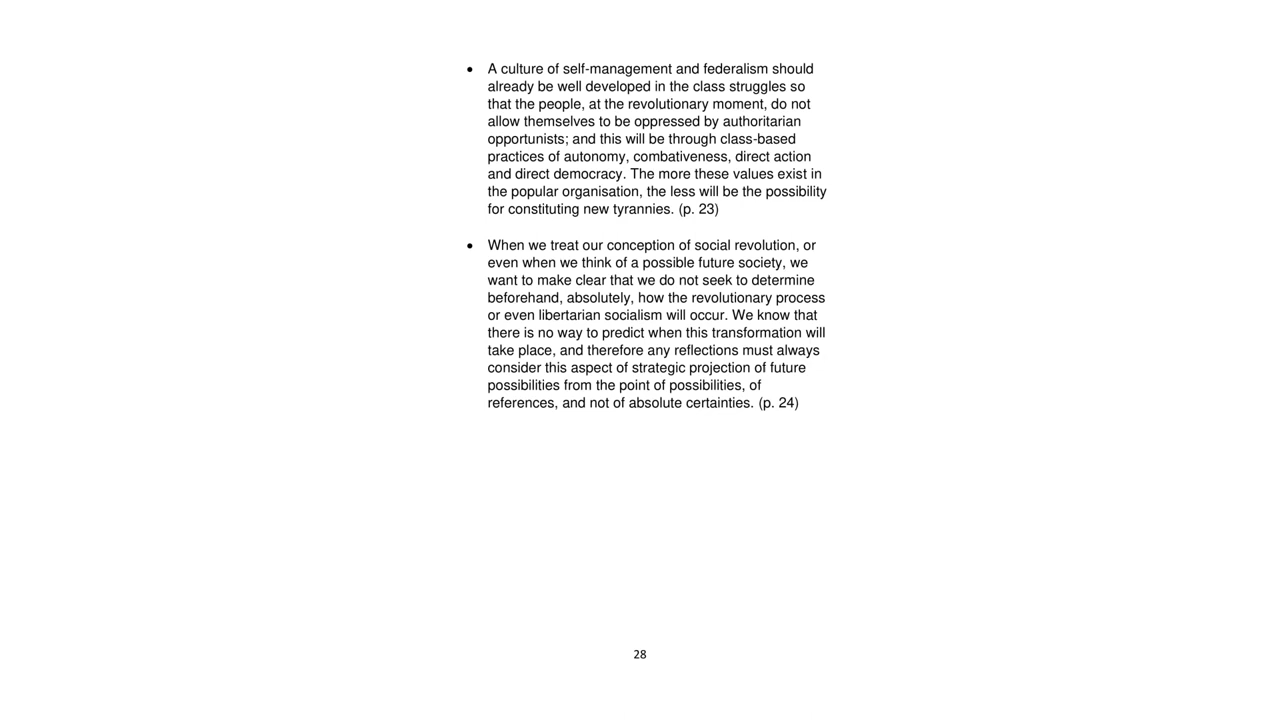 • A culture of self-management and federalism should
already be well developed in the class struggles so
that the people, at the revolutionary moment, do not
allow themselves to be oppressed by authoritarian
opportunists; and this will be through class-based
practices of autonomy, combativeness, direct action
and direct democracy. The more these values exist in
the popular organisation, the less will be the possibility
for constituting new tyrannies. (p. 23)
• When we treat our conception of social revolution, or
even when we think of a possible future society, we
want to make clear that we do not seek to determine
beforehand, absolutely, how the revolutionary process
or even libertarian socialism will occur. We know that
there is no way to predict when this transformation will
take place, and therefore any reflections must always
consider this aspect of strategic projection of future
possibilities from the point of possibilities, of
references, and not of absolute certainties. (p. 24)
28